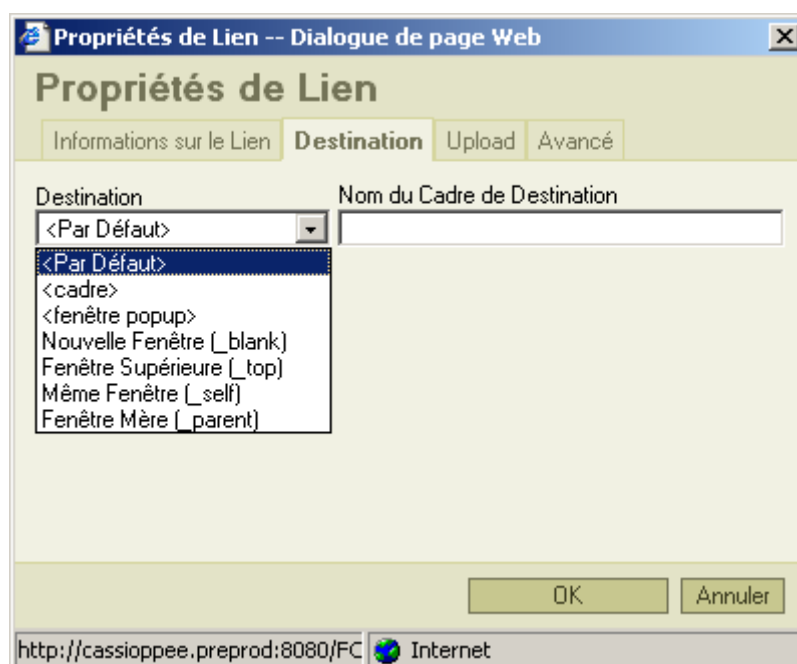 Propriétés de Lien -- Dialogue de page Web
Propriétés de Lien
Informations sur le Lien Destination Upload Avancé
Destination Nom du Cadre de Destination
<Par Défaut>
<Par Défaut>
<cadre>
<fenêtre popup>
Nouvelle Fenêtre (_blank)
Fenêtre Supérieure (_top)
Même Fenêtre (_self)
Fenêtre Mère (_parent)
OK Annuler
http://cassioppee.preprod:8080/FC Internet